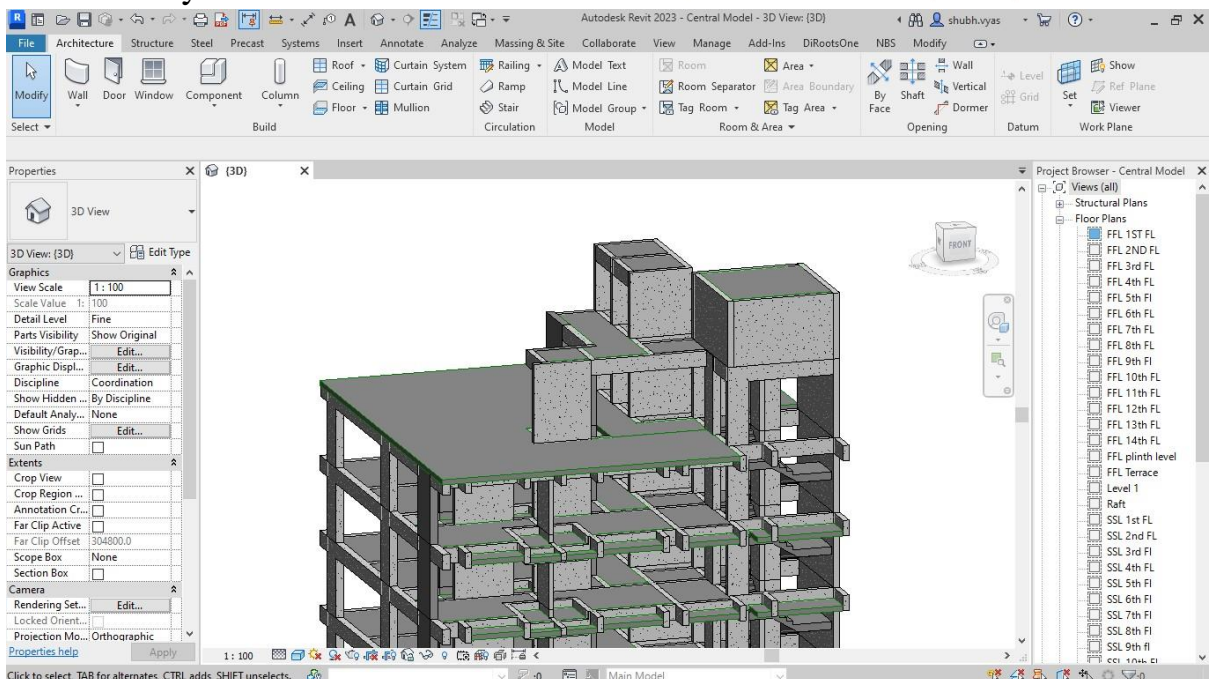 Autodesk Revit 2023 - Central Model - 3D View: {3D}
shubh.vyas
File Architecture Structure Steel Precast Systems Insert Annotate Analyze Massing & Site Collaborate View Manage Add-Ins DiRootsOne NBS Modify
Modify
Wall
Door
Window
Component
Column
Roof
Ceiling
Floor
Curtain System
Curtain Grid
Mullion
Railing
Ramp
Stair
Model Text
Model Line
Model Group
Room
Room Separator
Tag Room
Area
Area Boundary
Tag Area
By Face
Shaft
Wall
Vertical
Dormer
Level
Grid
Set
Show
Ref Plane
Viewer
Select
Build
Circulation
Model
Room & Area
Opening
Datum
Work Plane
Properties
3D View
3D View: {3D}
Edit Type
Graphics
View Scale 1 : 100
Scale Value 1: 100
Detail Level Fine
Parts Visibility Show Original
Visibility/Grap... Edit...
Graphic Displ... Edit...
Discipline Coordination
Show Hidden ... By Discipline
Default Analy... None
Show Grids Edit...
Sun Path
Extents
Crop View
Crop Region ...
Annotation Cr...
Far Clip Active
Far Clip Offset 304800.0
Scope Box None
Section Box
Camera
Rendering Set... Edit...
Locked Orient...
Projection Mo... Orthographic
Properties help Apply
{3D}
FRONT
1 : 100
Project Browser - Central Model
Views (all)
Structural Plans
Floor Plans
FFL 1ST FL
FFL 2ND FL
FFL 3rd FL
FFL 4th FL
FFL 5th Fl
FFL 6th FL
FFL 7th FL
FFL 8th FL
FFL 9th Fl
FFL 10th FL
FFL 11th FL
FFL 12th FL
FFL 13th FL
FFL 14th FL
FFL plinth level
FFL Terrace
Level 1
Raft
SSL 1st FL
SSL 2nd FL
SSL 3rd Fl
SSL 4th FL
SSL 5th Fl
SSL 6th Fl
SSL 7th Fl
SSL 8th Fl
SSL 9th fl
SSL 10th FL
Click to select, TAB for alternates, CTRL adds, SHIFT unselects.
:0
Main Model
:0